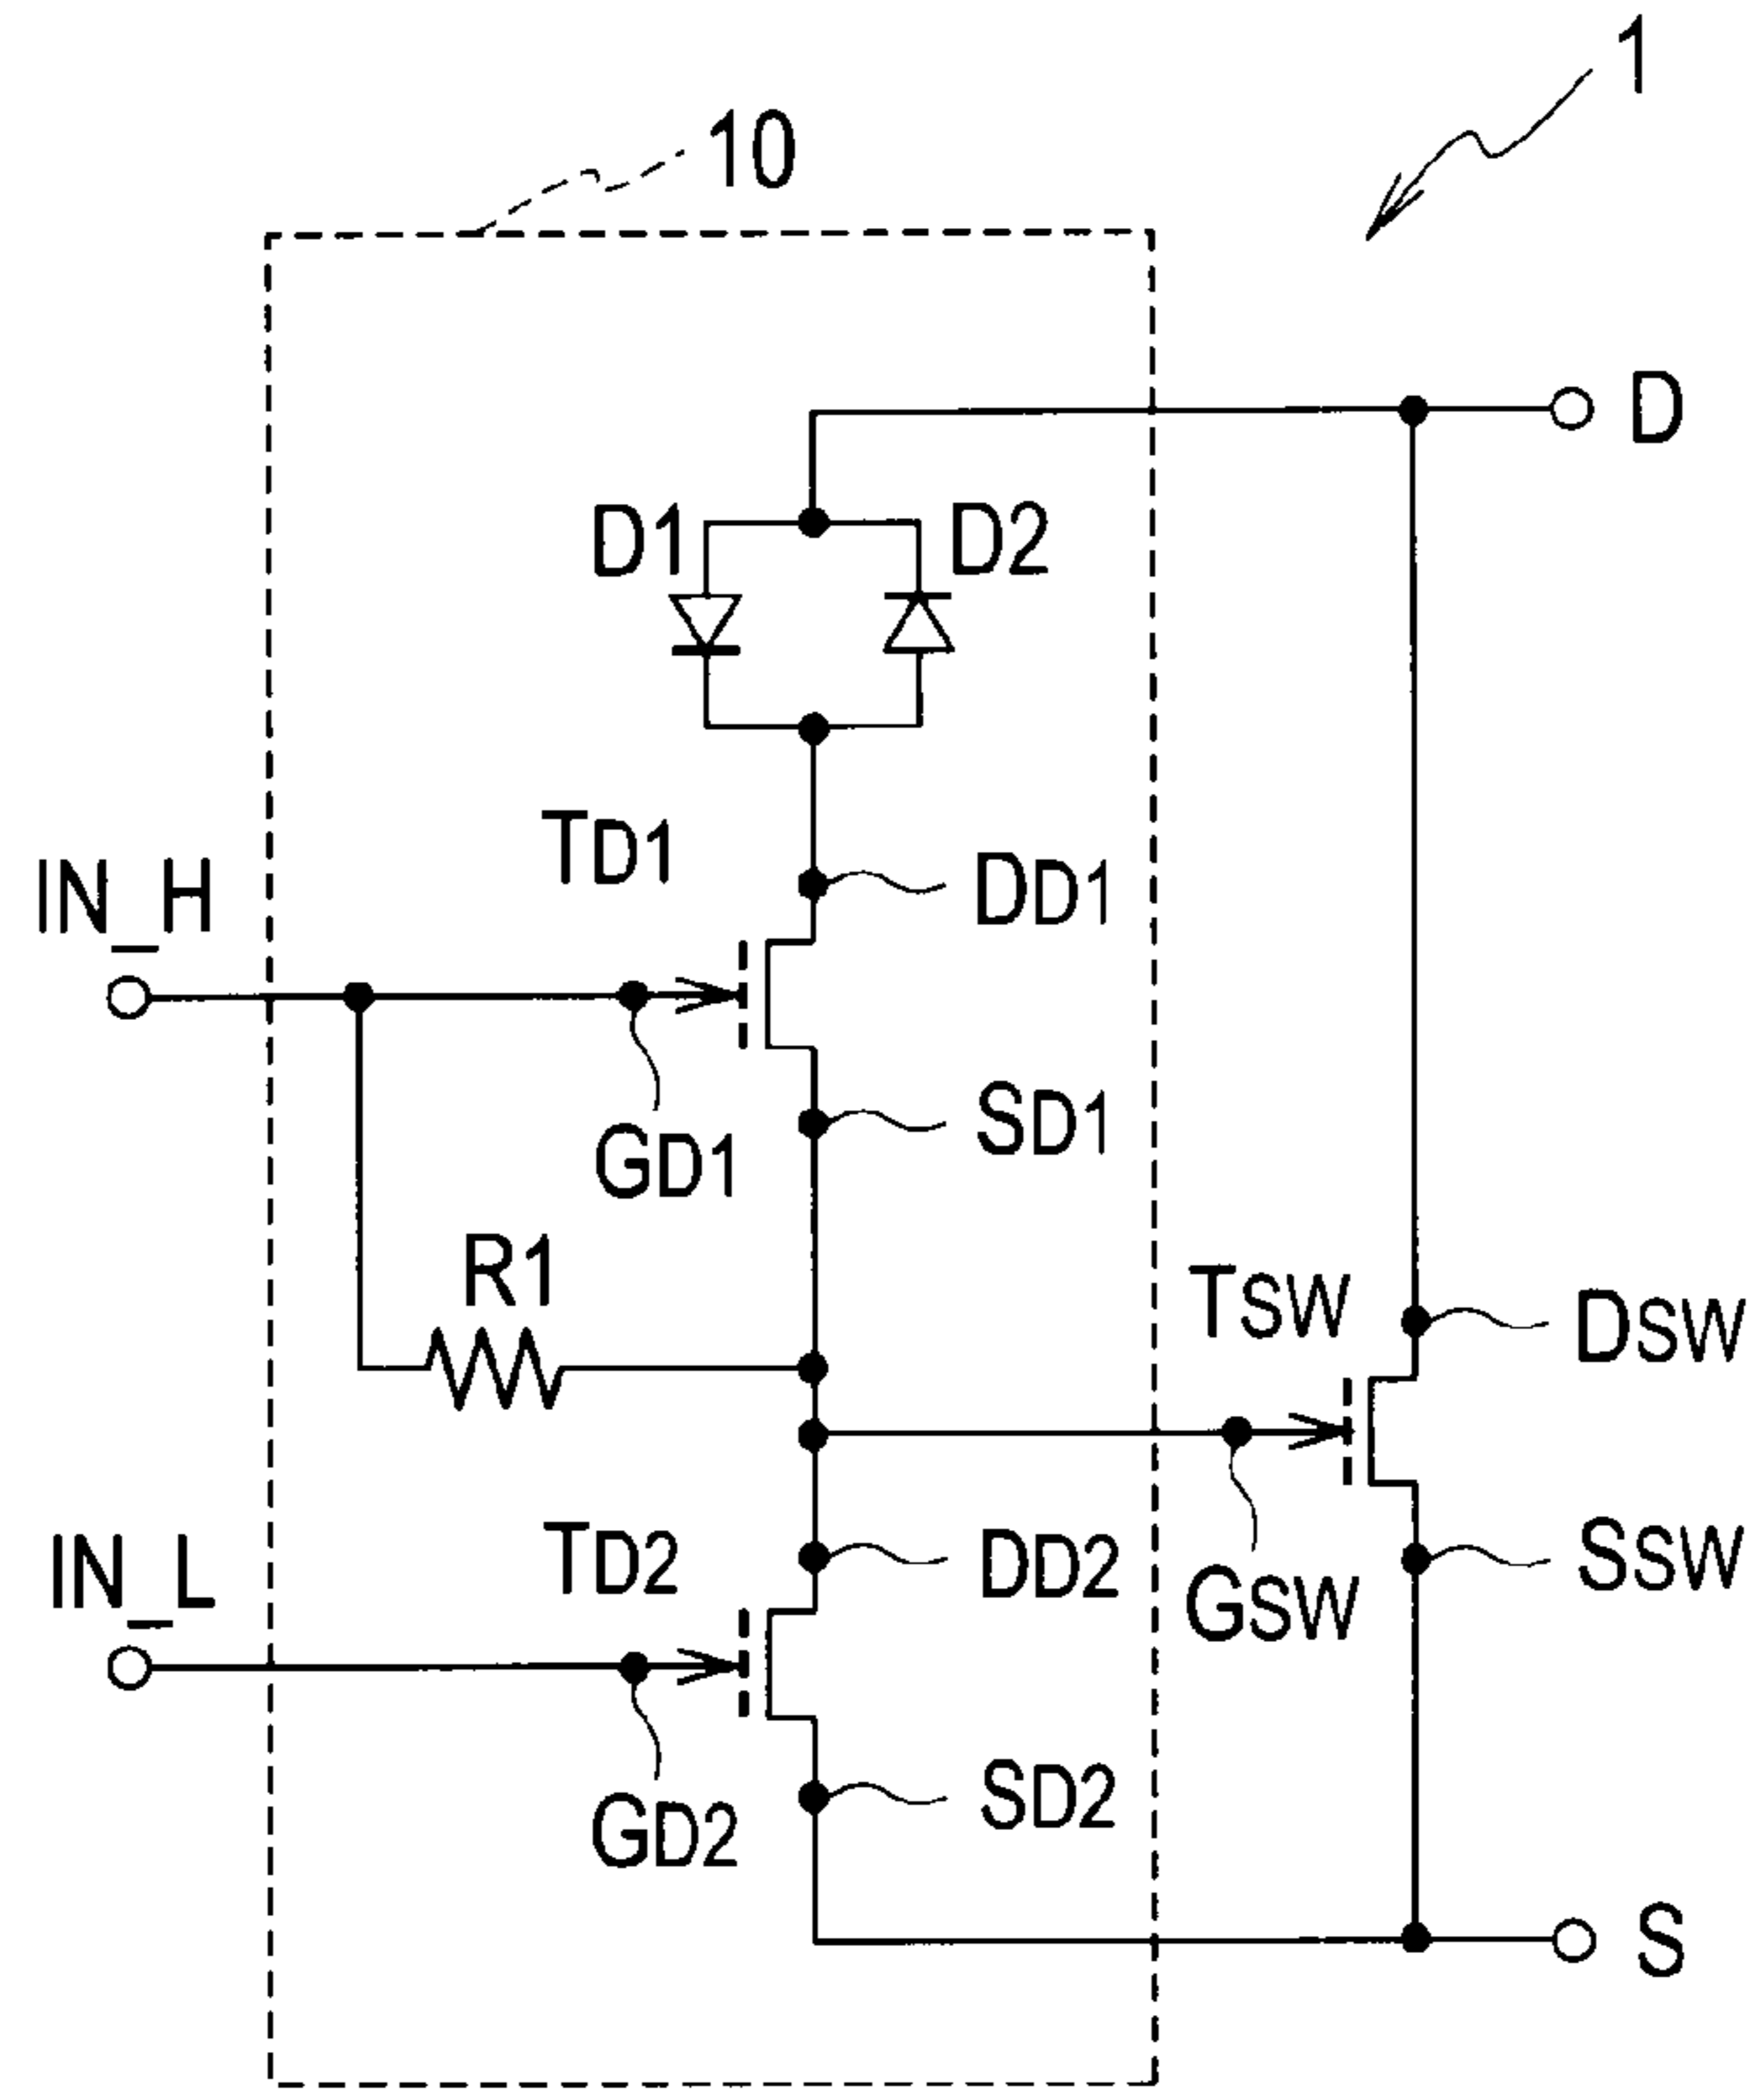 1
10
D
D1 D2
TD1
IN_H
DD1
SD1
GD1
R1
TSW
DSW
IN_L
TD2
DD2
SSW
GSW
SD2
GD2
S